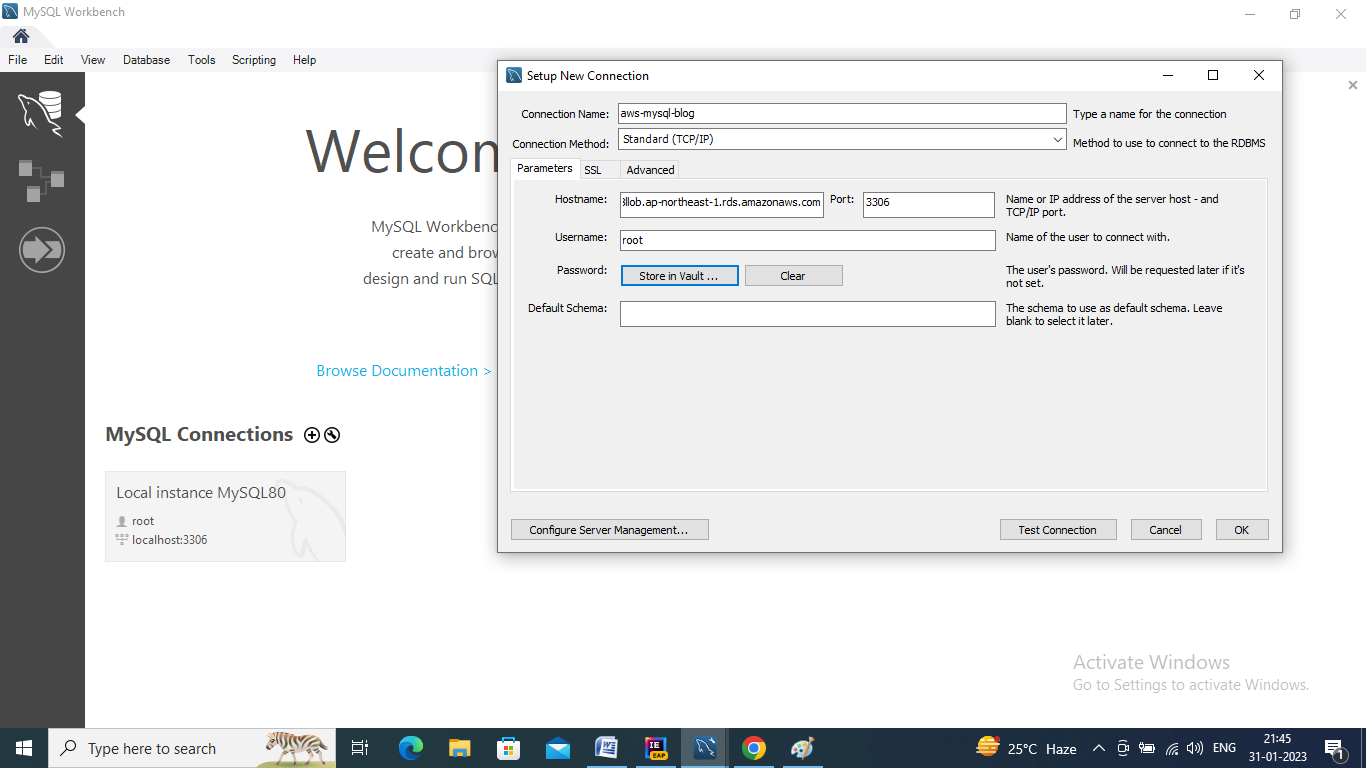 MySQL Workbench
File Edit View Database Tools Scripting Help
Setup New Connection
Connection Name: aws-mysql-blog Type a name for the connection
Connection Method: Standard (TCP/IP) Method to use to connect to the RDBMS
Parameters SSL Advanced
Hostname: .ap-northeast-1.rds.amazonaws.com Port: 3306 Name or IP address of the server host - and
TCP/IP port.
Username: root Name of the user to connect with.
Password: Store in Vault ... Clear The user's password. Will be requested later if it's
not set.
Default Schema: The schema to use as default schema. Leave
blank to select it later.
Configure Server Management... Test Connection Cancel OK
Welcom
MySQL Workbenc
create and brow
design and run SQL
Browse Documentation >
MySQL Connections
Local instance MySQL80
root
localhost:3306
Activate Windows
Go to Settings to activate Windows.
Type here to search
IE
EAP
25°C Haze
ENG
21:45
31-01-2023
1